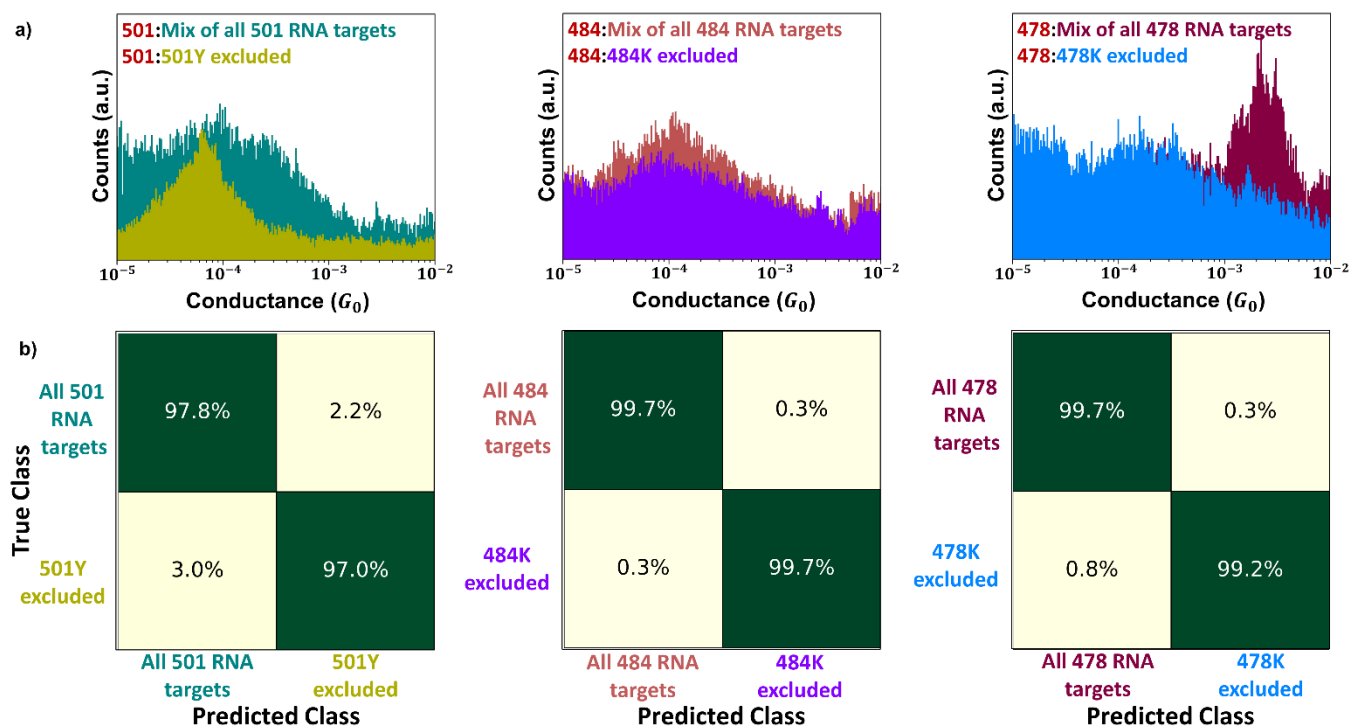 a)
501:Mix of all 501 RNA targets
501:501Y excluded
Counts (a.u.)
10⁻⁵ 10⁻⁴ 10⁻³ 10⁻²
Conductance (G₀)
484:Mix of all 484 RNA targets
484:484K excluded
Counts (a.u.)
10⁻⁵ 10⁻⁴ 10⁻³ 10⁻²
Conductance (G₀)
478:Mix of all 478 RNA targets
478:478K excluded
Counts (a.u.)
10⁻⁵ 10⁻⁴ 10⁻³ 10⁻²
Conductance (G₀)
b)
True Class
All 501
RNA
targets
97.8% 2.2%
501Y
excluded
3.0% 97.0%
All 501 RNA
targets
501Y
excluded
Predicted Class
All 484
RNA
targets
99.7% 0.3%
484K
excluded
0.3% 99.7%
All 484 RNA
targets
484K
excluded
Predicted Class
All 478
RNA
targets
99.7% 0.3%
478K
excluded
0.8% 99.2%
All 478 RNA
targets
478K
excluded
Predicted Class